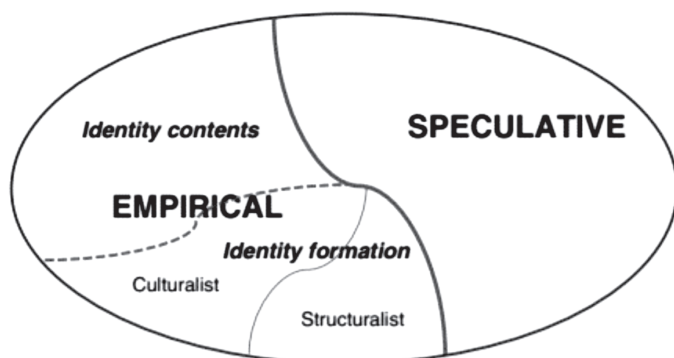 Identity contents
SPECULATIVE
EMPIRICAL
Identity formation
Culturalist
Structuralist